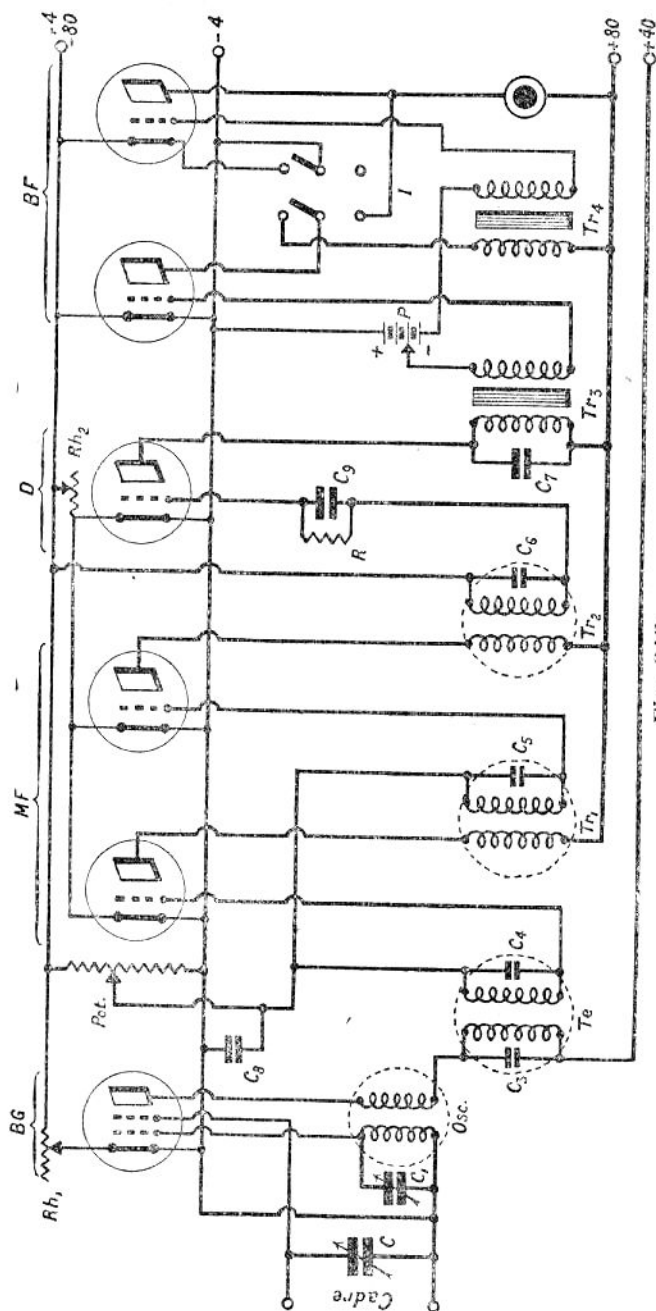 BG
MF
D
BF
Rh₁
Pot.
Rh₂
-80
-4
C₈
I
+
P
-
R
C₉
Cadre
C
C₁
Osc.
C₃
Te
C₄
Tr₁
C₅
Tr₂
C₆
C₇
Tr₃
Tr₄
+80
+40